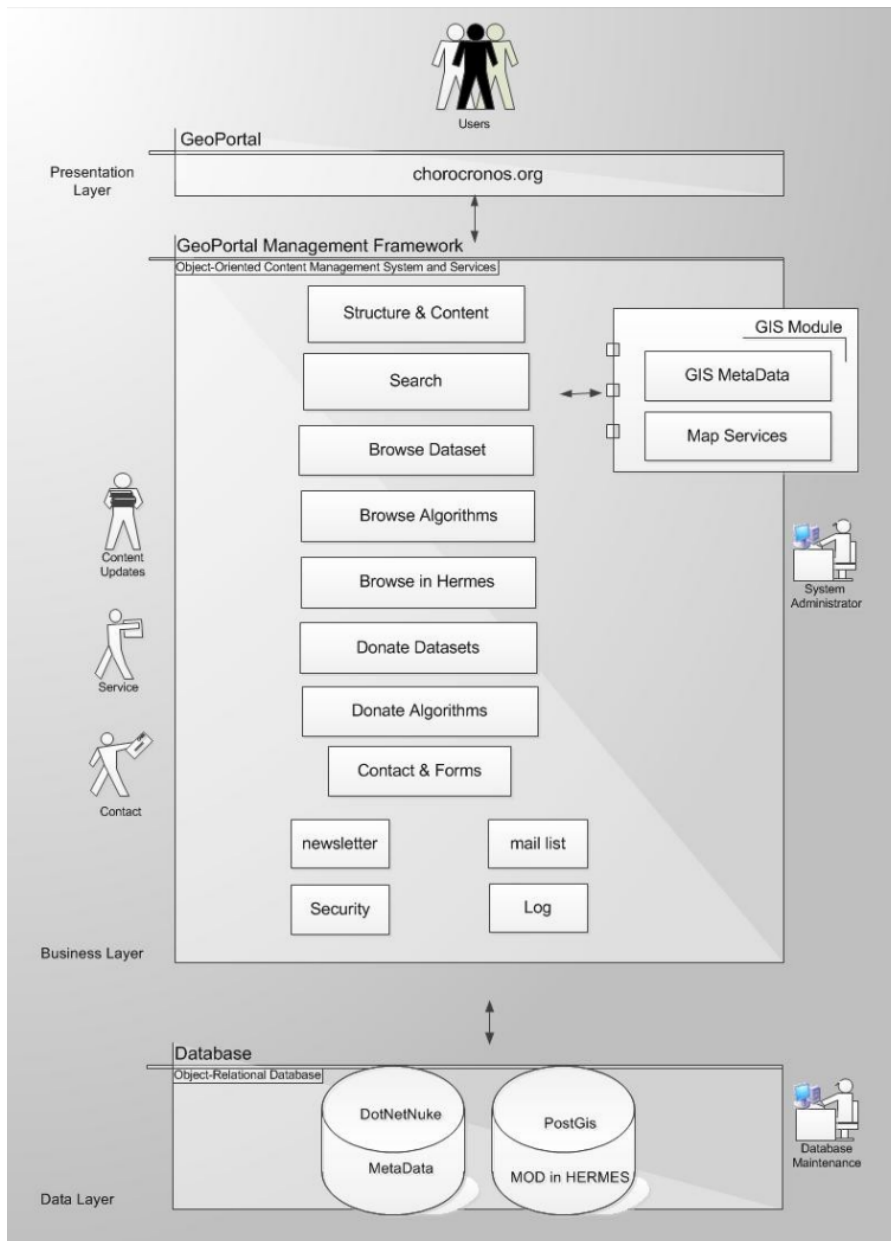 Users
GeoPortal
Presentation
Layer
chorocronos.org
GeoPortal Management Framework
Object-Oriented Content Management System and Services
Structure & Content
GIS Module
Search
GIS MetaData
Map Services
Browse Dataset
Browse Algorithms
Content
Updates
Browse in Hermes
System
Administrator
Donate Datasets
Service
Donate Algorithms
Contact & Forms
Contact
newsletter
mail list
Security
Log
Business Layer
Database
Object-Relational Database
DotNetNuke
PostGis
MetaData
MOD in HERMES
Database
Maintenance
Data Layer